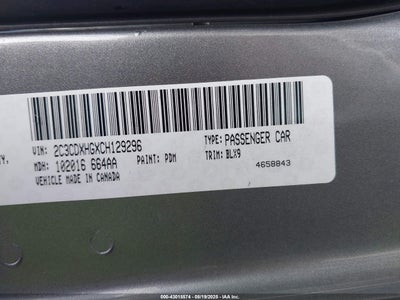 Y. VIN: 2C3CDXHGXCH129296 TYPE: PASSENGER CAR
MDH: 102016 664AA PAINT: PDM TRIM: BLX9
VEHICLE MADE IN CANADA 4658843
000-43015574 - 08/19/2025 - IAA Inc.